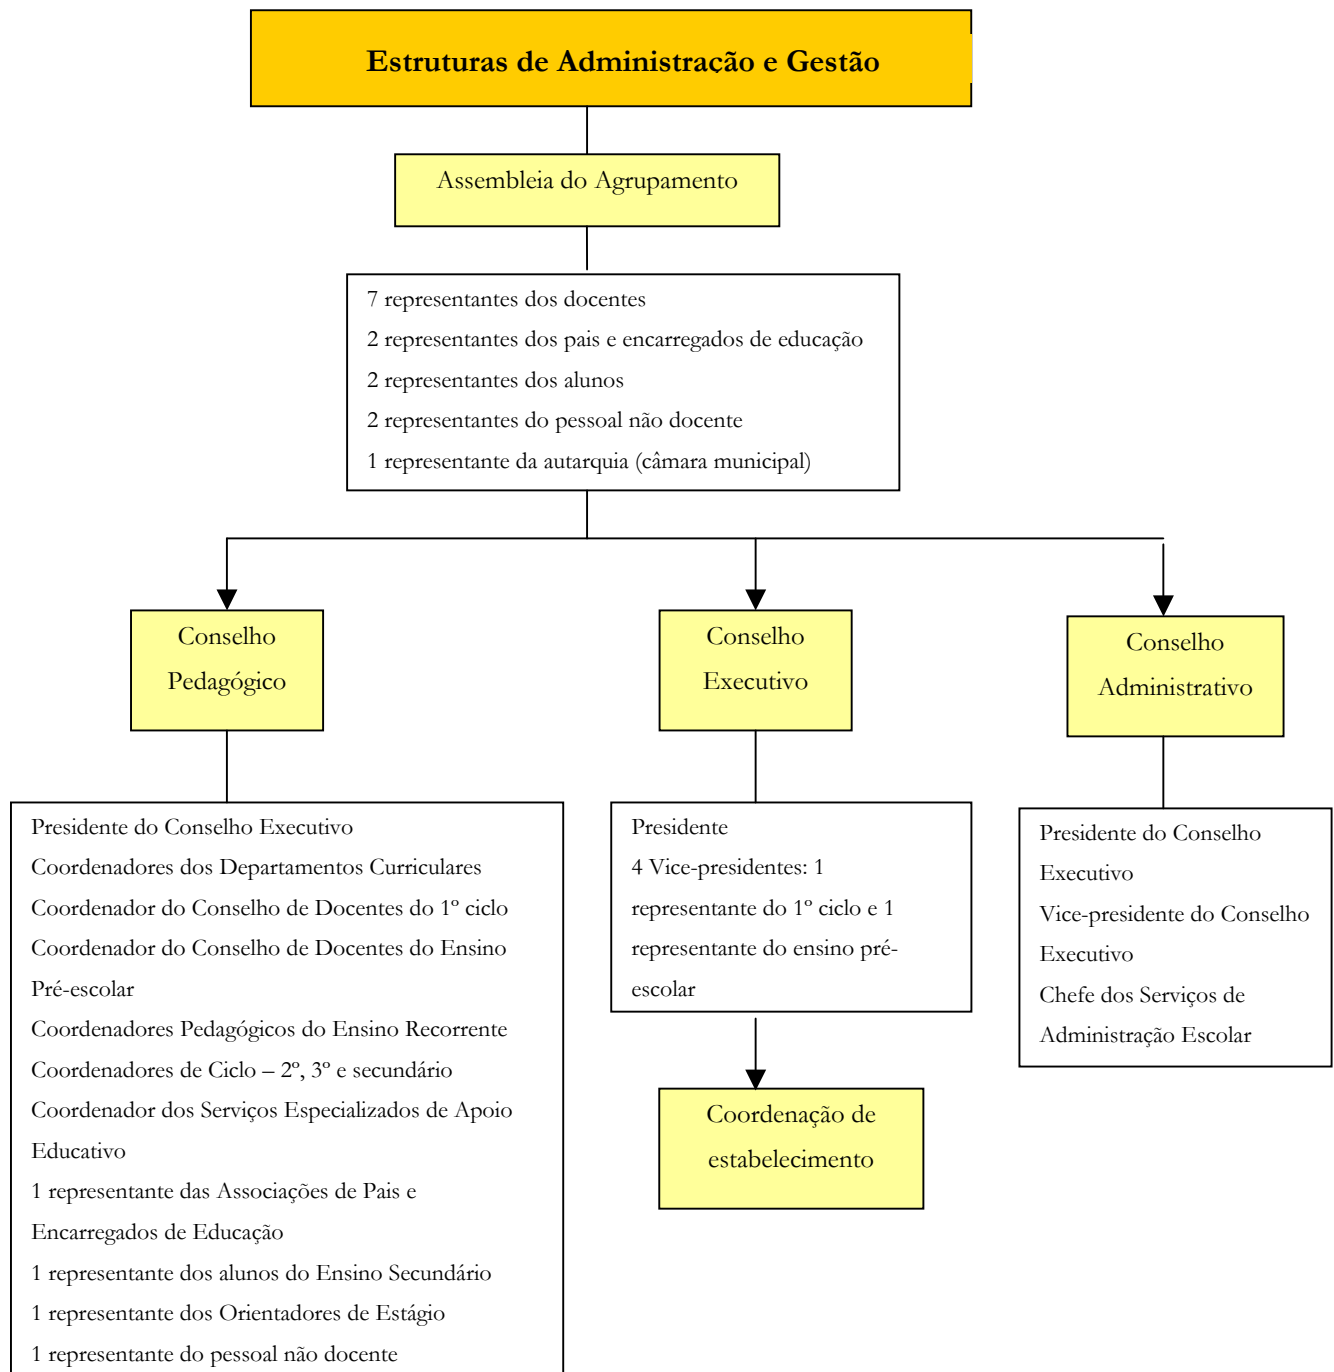 Estruturas de Administração e Gestão
Assembleia do Agrupamento
7 representantes dos docentes
2 representantes dos pais e encarregados de educação
2 representantes dos alunos
2 representantes do pessoal não docente
1 representante da autarquia (câmara municipal)
Conselho
Pedagógico
Conselho
Executivo
Conselho
Administrativo
Presidente do Conselho Executivo
Coordenadores dos Departamentos Curriculares
Coordenador do Conselho de Docentes do 1º ciclo
Coordenador do Conselho de Docentes do Ensino
Pré-escolar
Coordenadores Pedagógicos do Ensino Recorrente
Coordenadores de Ciclo – 2º, 3º e secundário
Coordenador dos Serviços Especializados de Apoio
Educativo
1 representante das Associações de Pais e
Encarregados de Educação
1 representante dos alunos do Ensino Secundário
1 representante dos Orientadores de Estágio
1 representante do pessoal não docente
Presidente
4 Vice-presidentes: 1
representante do 1º ciclo e 1
representante do ensino pré-
escolar
Coordenação de
estabelecimento
Presidente do Conselho
Executivo
Vice-presidente do Conselho
Executivo
Chefe dos Serviços de
Administração Escolar